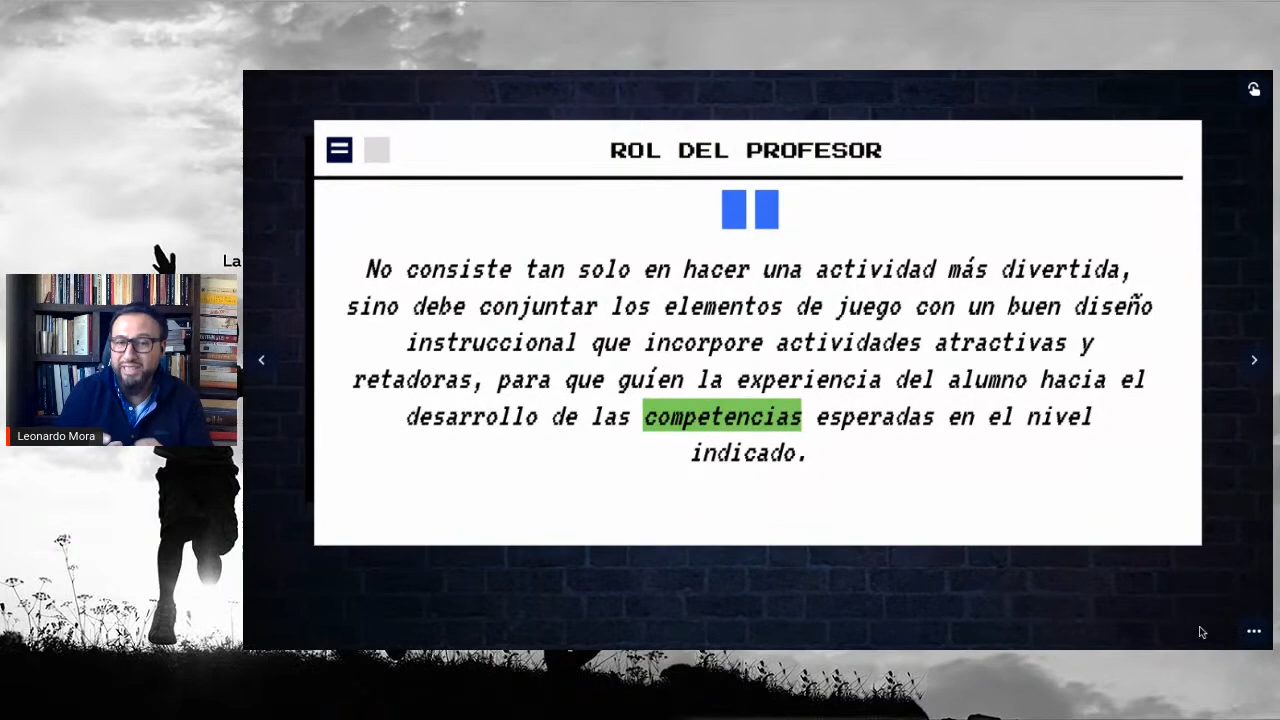 ROL DEL PROFESOR
No consiste tan solo en hacer una actividad más divertida,
sino debe conjuntar los elementos de juego con un buen diseño
instruccional que incorpore actividades atractivas y
retadoras, para que guíen la experiencia del alumno hacia el
desarrollo de las competencias esperadas en el nivel
indicado.
La
Leonardo Mora